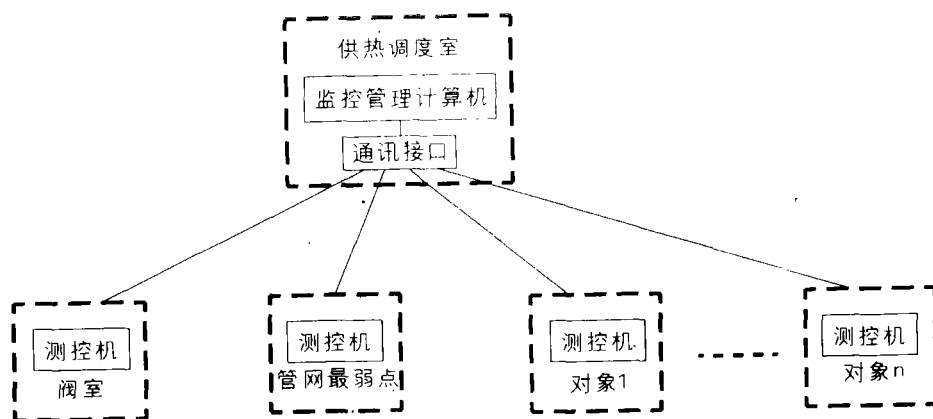 供热调度室
监控管理计算机
通讯接口
测控机
阀室
测控机
管网最弱点
测控机
对象1
测控机
对象n